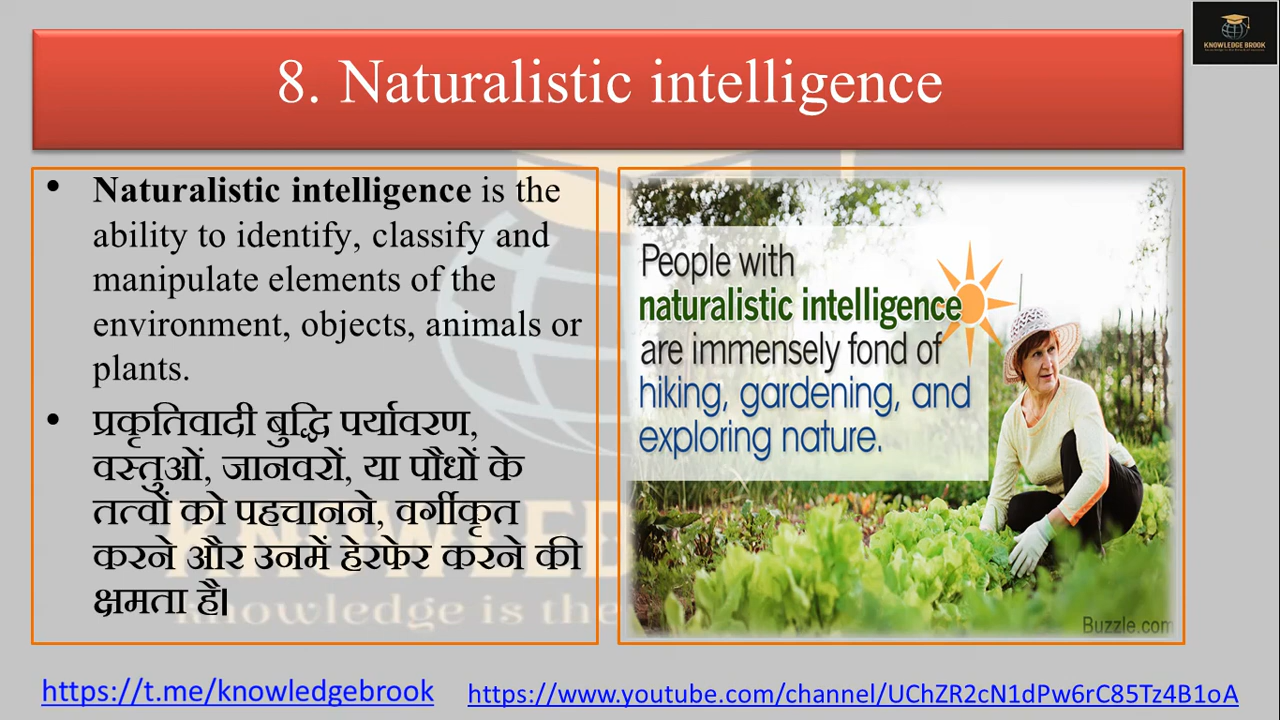 KNOWLEDGE BROOK
8. Naturalistic intelligence
• Naturalistic intelligence is the
ability to identify, classify and
manipulate elements of the
environment, objects, animals or
plants.
• प्रकृतिवादी बुद्धि पर्यावरण,
वस्तुओं, जानवरों, या पौधों के
तत्वों को पहचानने, वर्गीकृत
करने और उनमें हेरफेर करने की
क्षमता है।
People with
naturalistic intelligence
are immensely fond of
hiking, gardening, and
exploring nature.
Buzzle.com
knowledge is the
https://t.me/knowledgebrook
https://www.youtube.com/channel/UChZR2cN1dPw6rC85Tz4B1oA